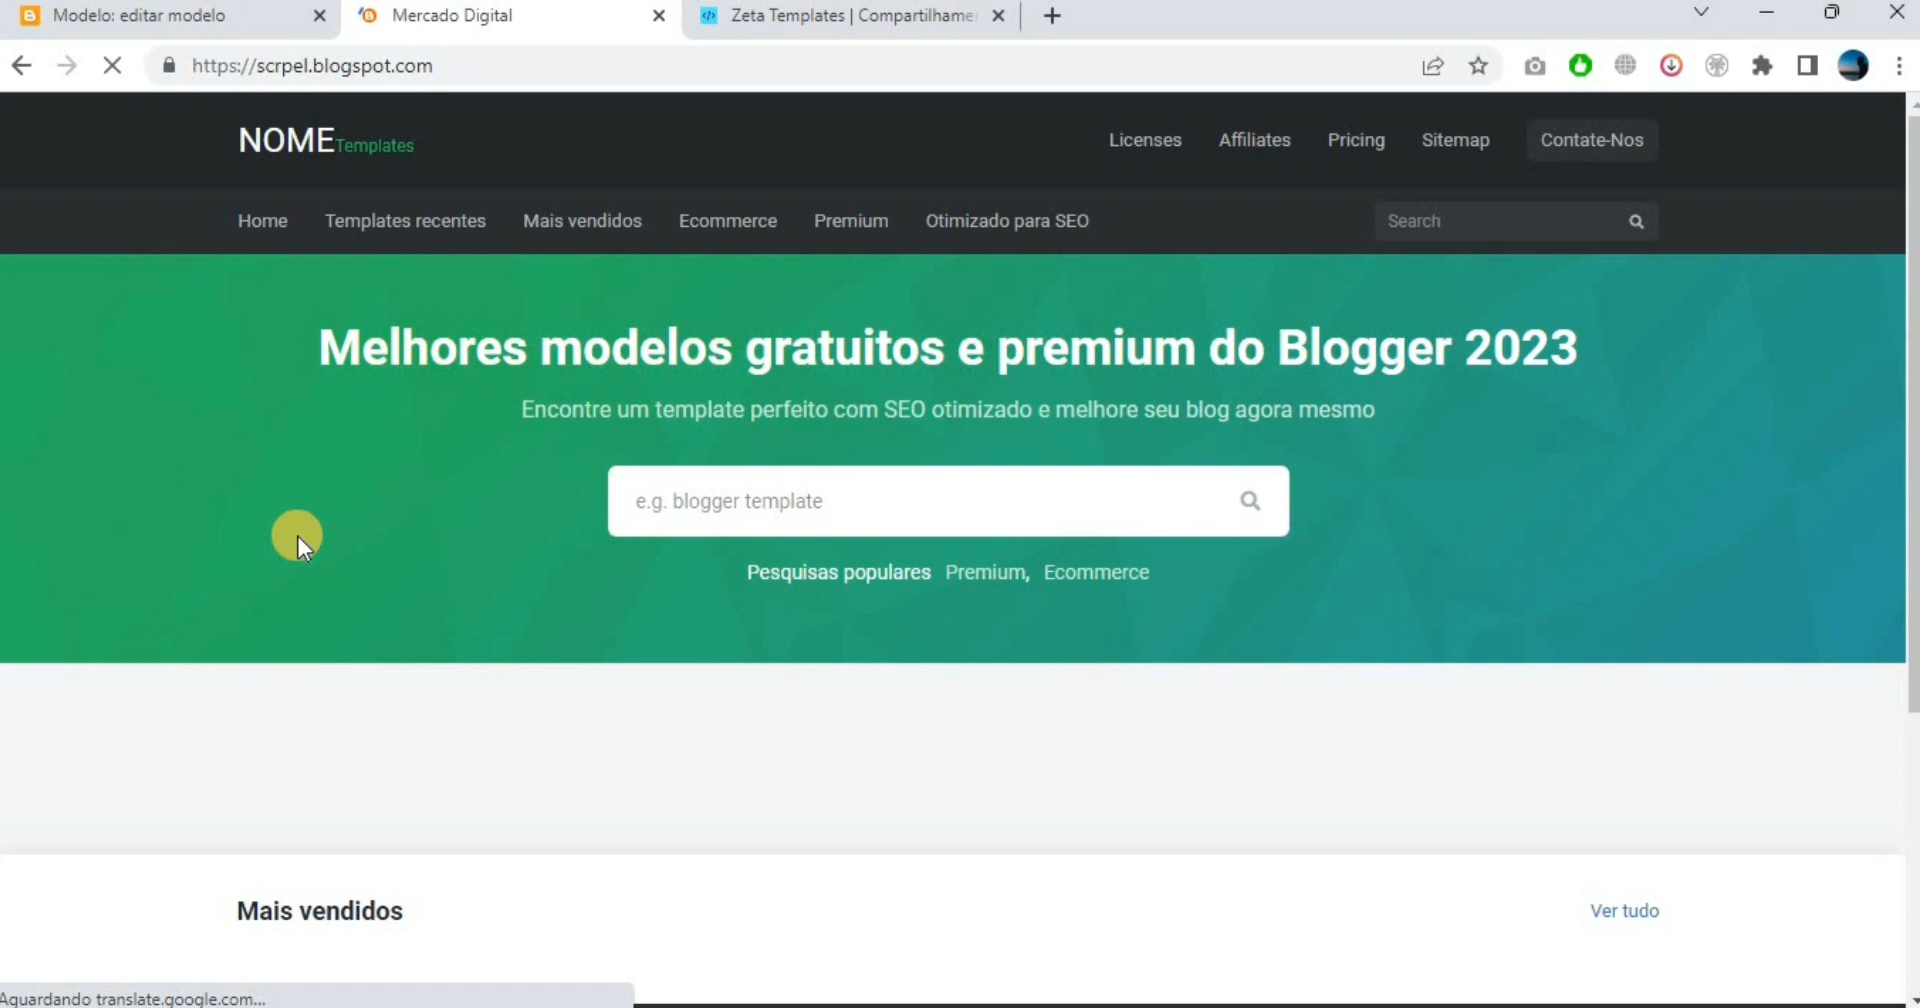 Modelo: editar modelo
Mercado Digital
Zeta Templates | Compartilhame
https://scrpel.blogspot.com
NOME Templates
Licenses Affiliates Pricing Sitemap Contate-Nos
Home Templates recentes Mais vendidos Ecommerce Premium Otimizado para SEO Search
Melhores modelos gratuitos e premium do Blogger 2023
Encontre um template perfeito com SEO otimizado e melhore seu blog agora mesmo
e.g. blogger template
Pesquisas populares Premium, Ecommerce
Mais vendidos Ver tudo
Aguardando translate.google.com...